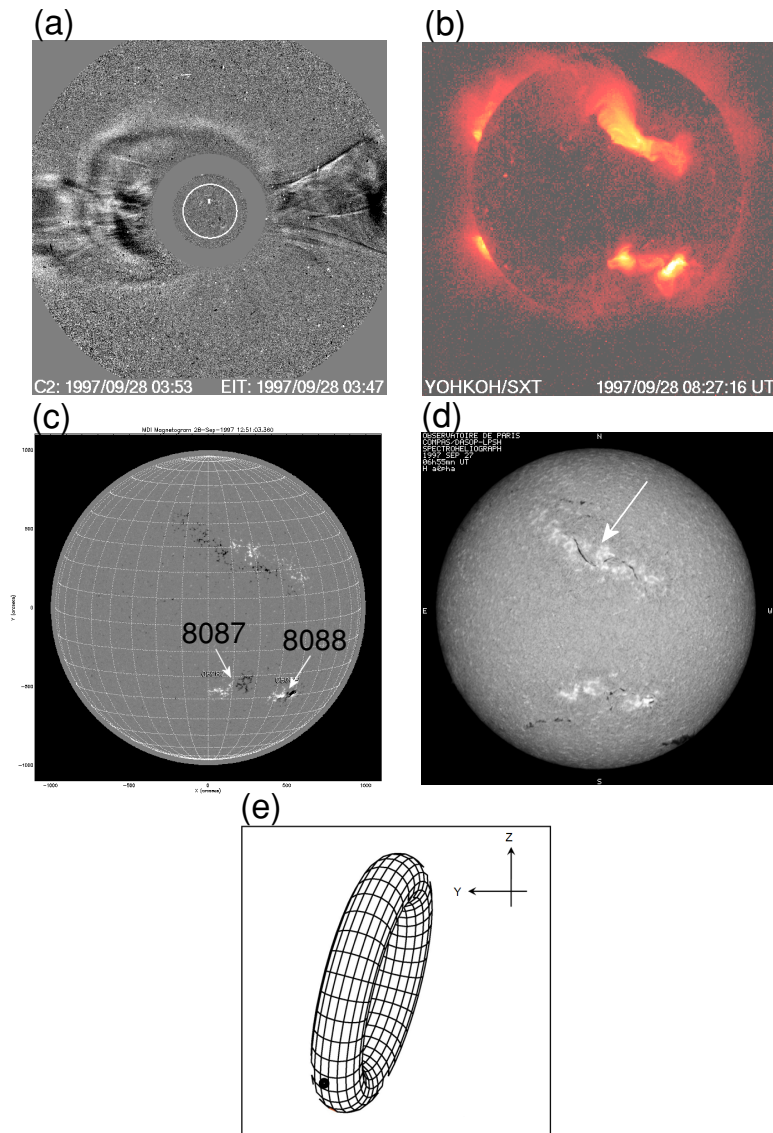 (a)
(b)
C2: 1997/09/28 03:53 EIT: 1997/09/28 03:47
YOHKOH/SXT 1997/09/28 08:27:16 UT
(c)
(d)
MDI Magnetogram 28-Sep-1997 12:51:03.360
1000
500
0
-500
-1000
Y (arcsecs)
8087
8088
-1000 -500 0 500 1000
X (arcsecs)
OBSERVATOIRE DE PARIS
COMPAS/DASOP-LPSH
SPECTROHELIOGRAPH
1997 SEP 27
06h55mn UT
H alpha
N
E
W
S
(e)
Z
Y